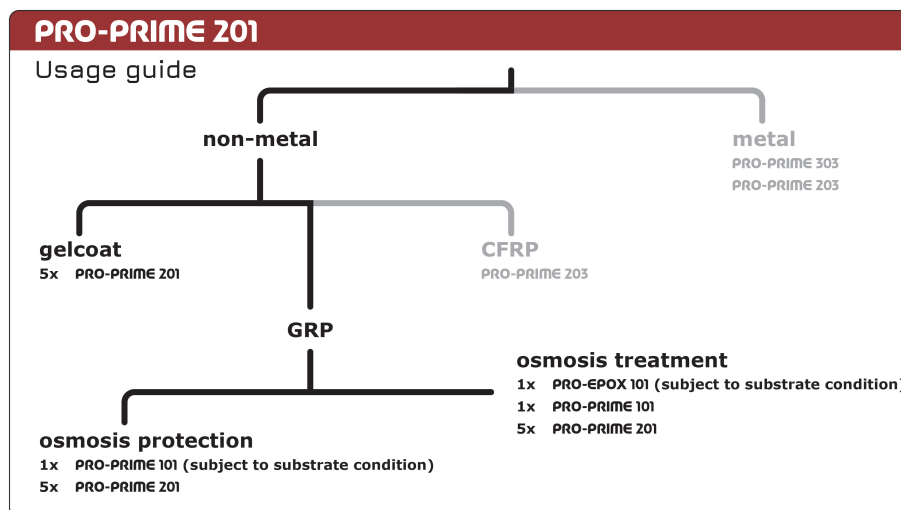 PRO-PRIME 201
Usage guide
non-metal
metal
PRO-PRIME 303
PRO-PRIME 203
gelcoat
5x PRO-PRIME 201
CFRP
PRO-PRIME 203
GRP
osmosis treatment
1x PRO-EPOX 101 (subject to substrate condition)
1x PRO-PRIME 101
5x PRO-PRIME 201
osmosis protection
1x PRO-PRIME 101 (subject to substrate condition)
5x PRO-PRIME 201